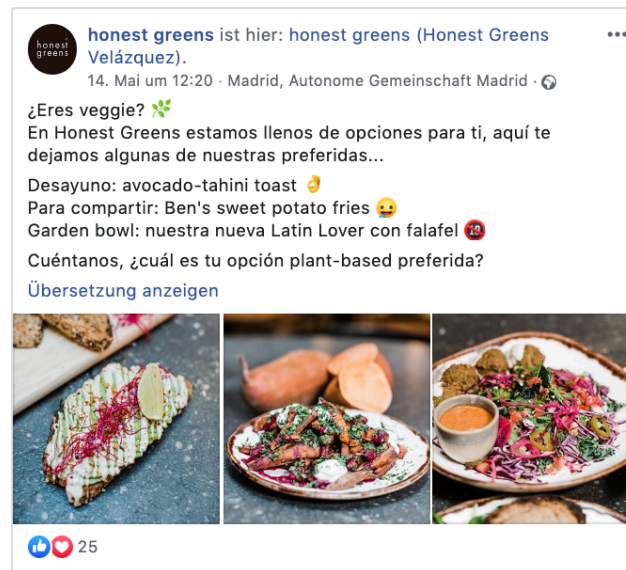 honest greens
honest greens ist hier: honest greens (Honest Greens
Velázquez).
14. Mai um 12:20 · Madrid, Autonome Gemeinschaft Madrid ·
¿Eres veggie? 🌿
En Honest Greens estamos llenos de opciones para ti, aquí te
dejamos algunas de nuestras preferidas...
Desayuno: avocado-tahini toast 👌
Para compartir: Ben's sweet potato fries 😜
Garden bowl: nuestra nueva Latin Lover con falafel 🔞
Cuéntanos, ¿cuál es tu opción plant-based preferida?
Übersetzung anzeigen
25